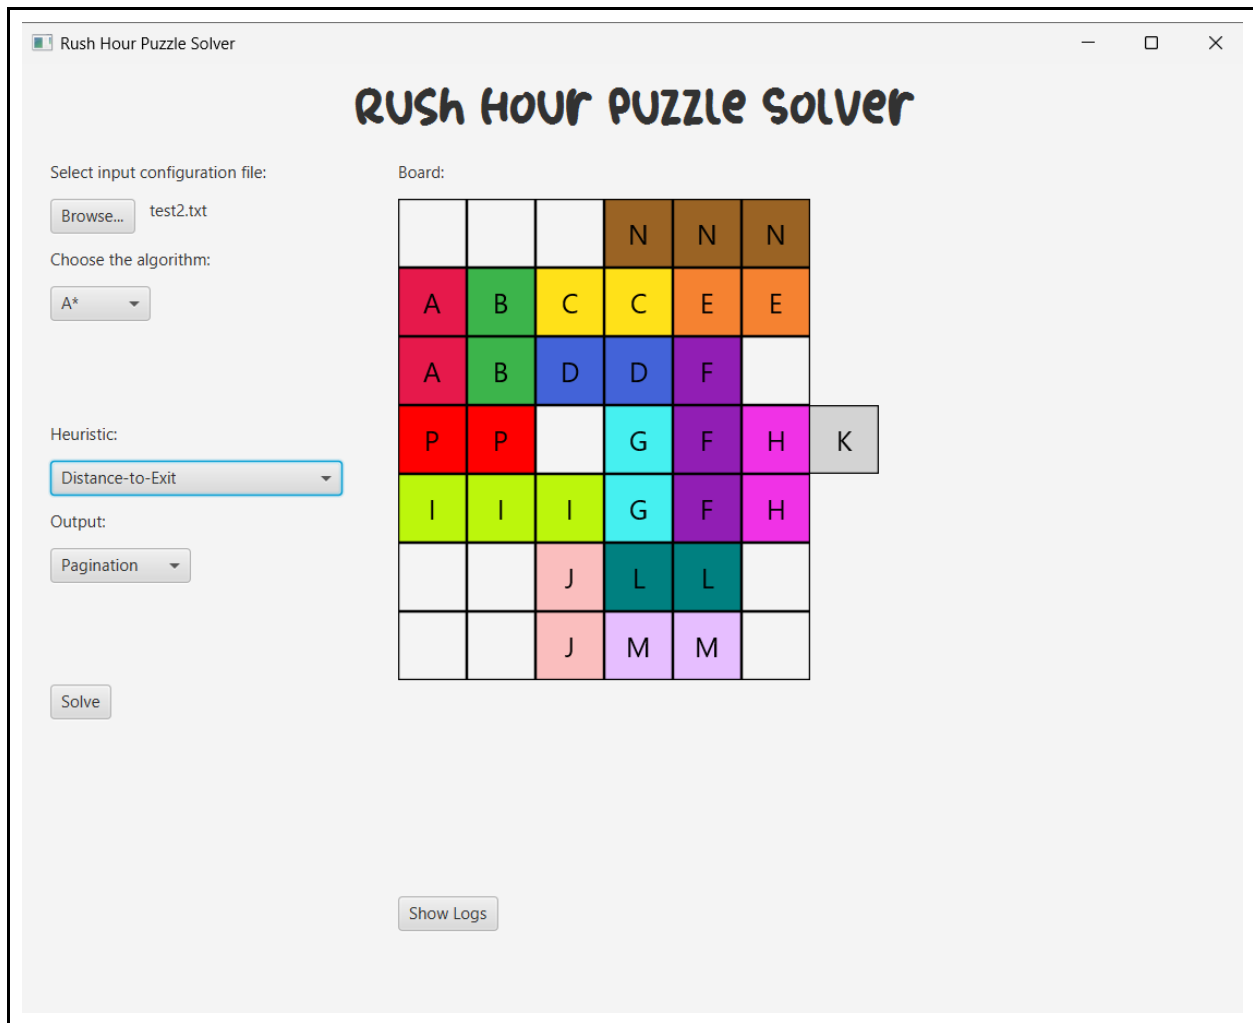 Rush Hour Puzzle Solver
Rush Hour Puzzle Solver
Select input configuration file:
Browse... test2.txt
Choose the algorithm:
A*
Heuristic:
Distance-to-Exit
Output:
Pagination
Solve
Board:
N N N
A B C C E E
A B D D F
P P G F H K
I I I G F H
J L L
J M M
Show Logs